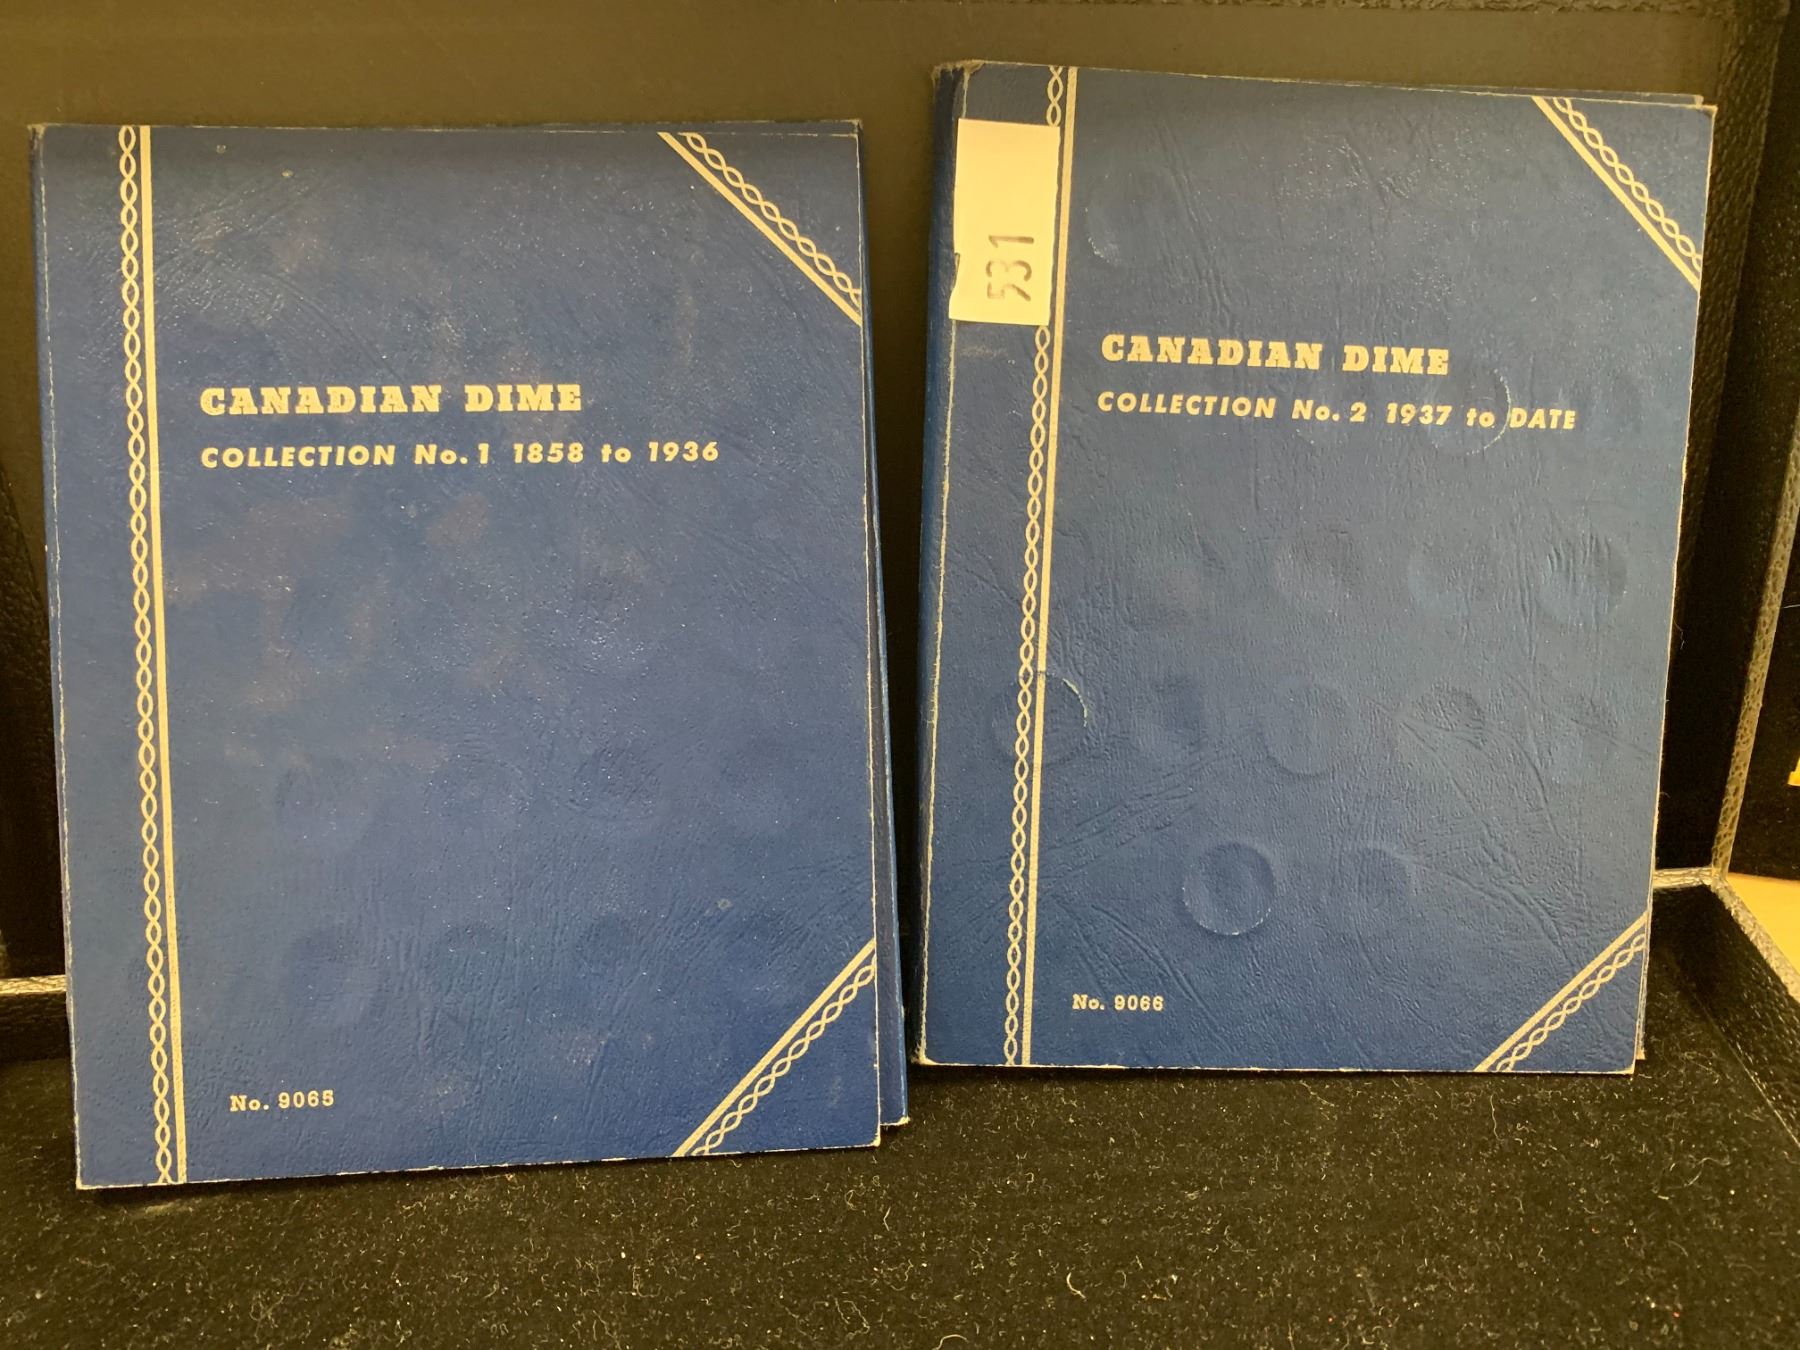 CANADIAN DIME
COLLECTION No. 1 1858 to 1936
No. 9065
531
CANADIAN DIME
COLLECTION No. 2 1937 to DATE
No. 9066